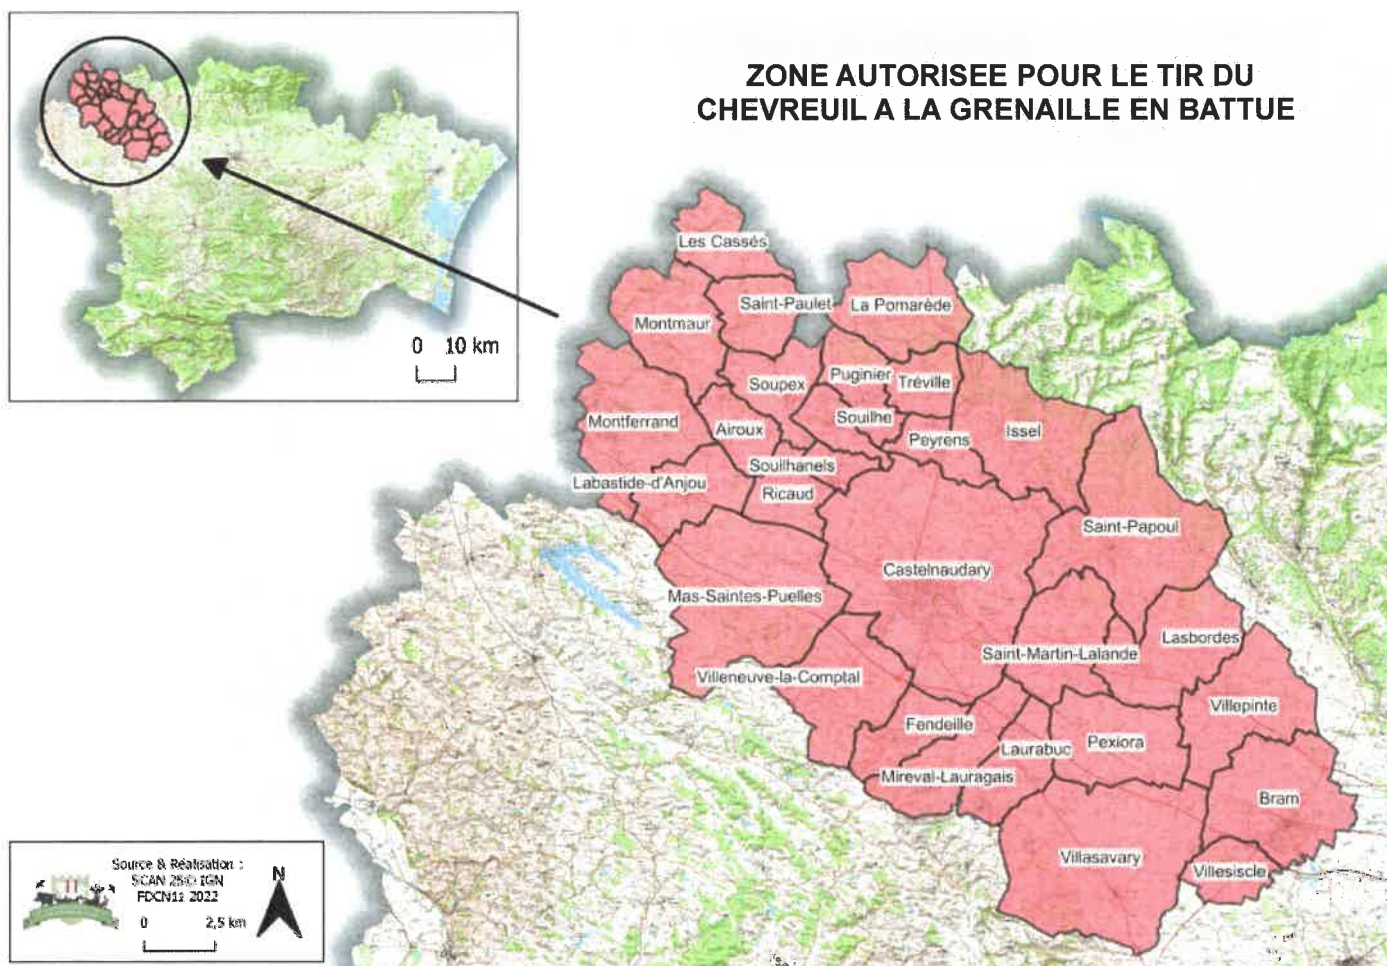 ZONE AUTORISEE POUR LE TIR DU
CHEVREUIL A LA GRENAILLE EN BATTUE
0 10 km
Les Cassés
Saint-Paulet
La Pomarède
Montmaur
Puginier
Soupex
Tréville
Montferrand
Airoux
Souilhe
Peyrens
Issel
Souilhanels
Labastide-d'Anjou
Ricaud
Saint-Papoul
Castelnaudary
Mas-Saintes-Puelles
Lasbordes
Saint-Martin-Lalande
Villeneuve-la-Comptal
Villepinte
Fendeille
Laurabuc
Pexiora
Mireval-Lauragais
Bram
Villasavary
Villesiscle
Source & Réalisation :
SCAN 25© IGN
FDCN11 2022
0 2,5 km
N